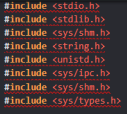 #include <stdio.h>
#include <stdlib.h>
#include <sys/shm.h>
#include <string.h>
#include <unistd.h>
#include <sys/ipc.h>
#include <sys/shm.h>
#include <sys/types.h>